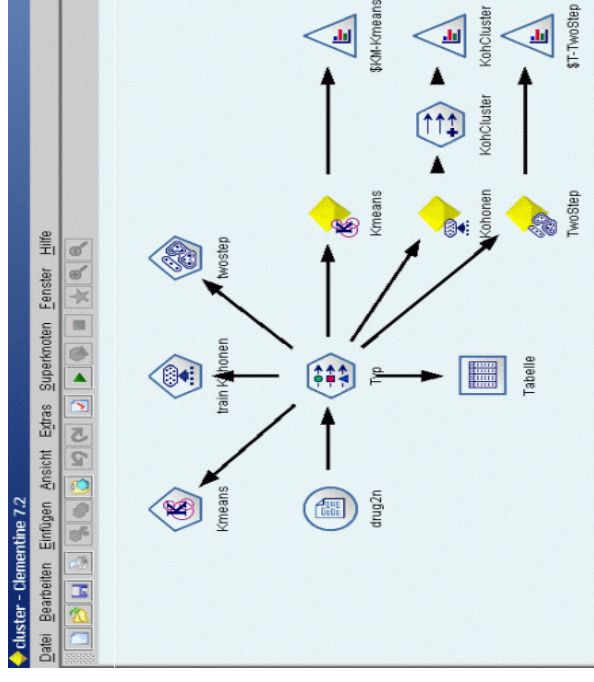 cluster - Clementine 7.2
Datei Bearbeiten Einfügen Ansicht Extras Superknoten Fenster Hilfe
Kmeans
train Kohonen
twostep
drug2n
Typ
Kmeans
$KM-Kmeans
Kohonen
KohCluster
KohCluster
Tabelle
TwoStep
$T-TwoStep